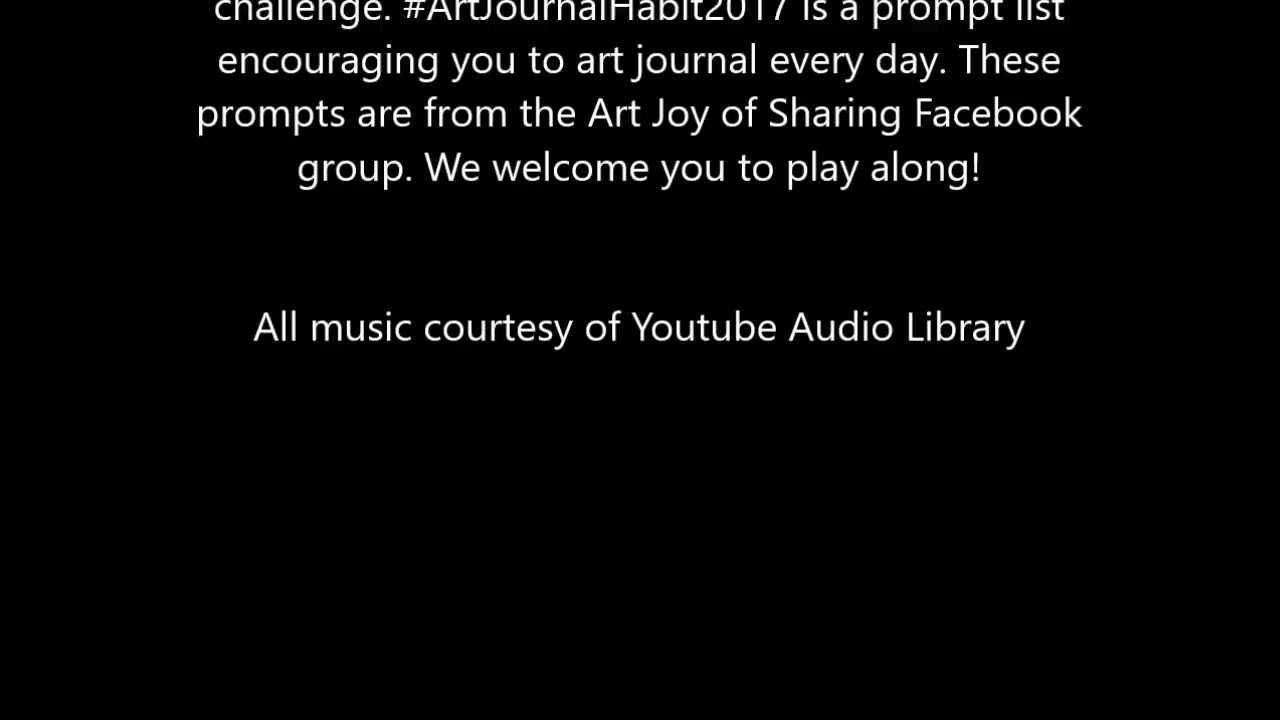 challenge. #ArtJournalHabit2017 is a prompt list
encouraging you to art journal every day. These
prompts are from the Art Joy of Sharing Facebook
group. We welcome you to play along!
All music courtesy of Youtube Audio Library